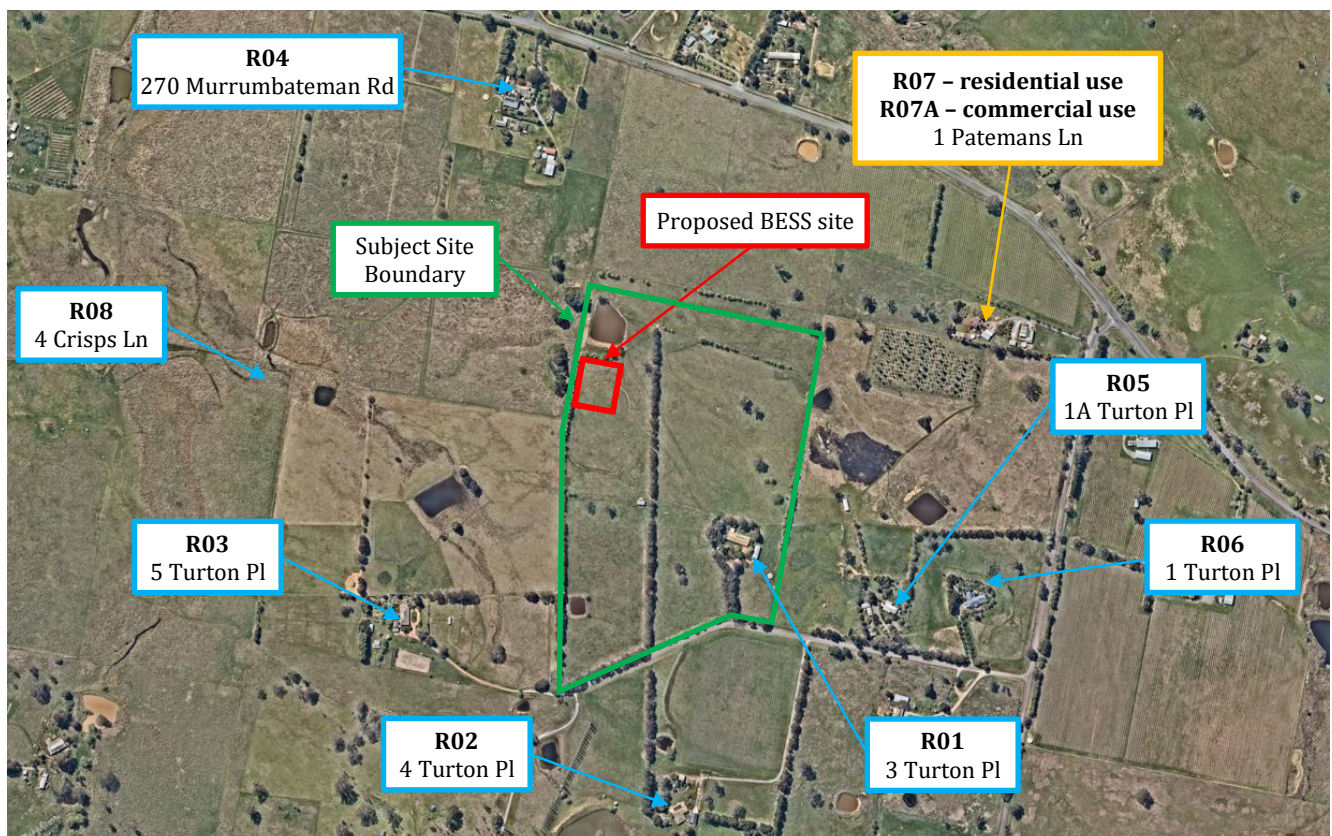 R04
270 Murrumbateman Rd
R07 – residential use
R07A – commercial use
1 Patemans Ln
Proposed BESS site
Subject Site
Boundary
R08
4 Crisps Ln
R05
1A Turton Pl
R03
5 Turton Pl
R06
1 Turton Pl
R02
4 Turton Pl
R01
3 Turton Pl